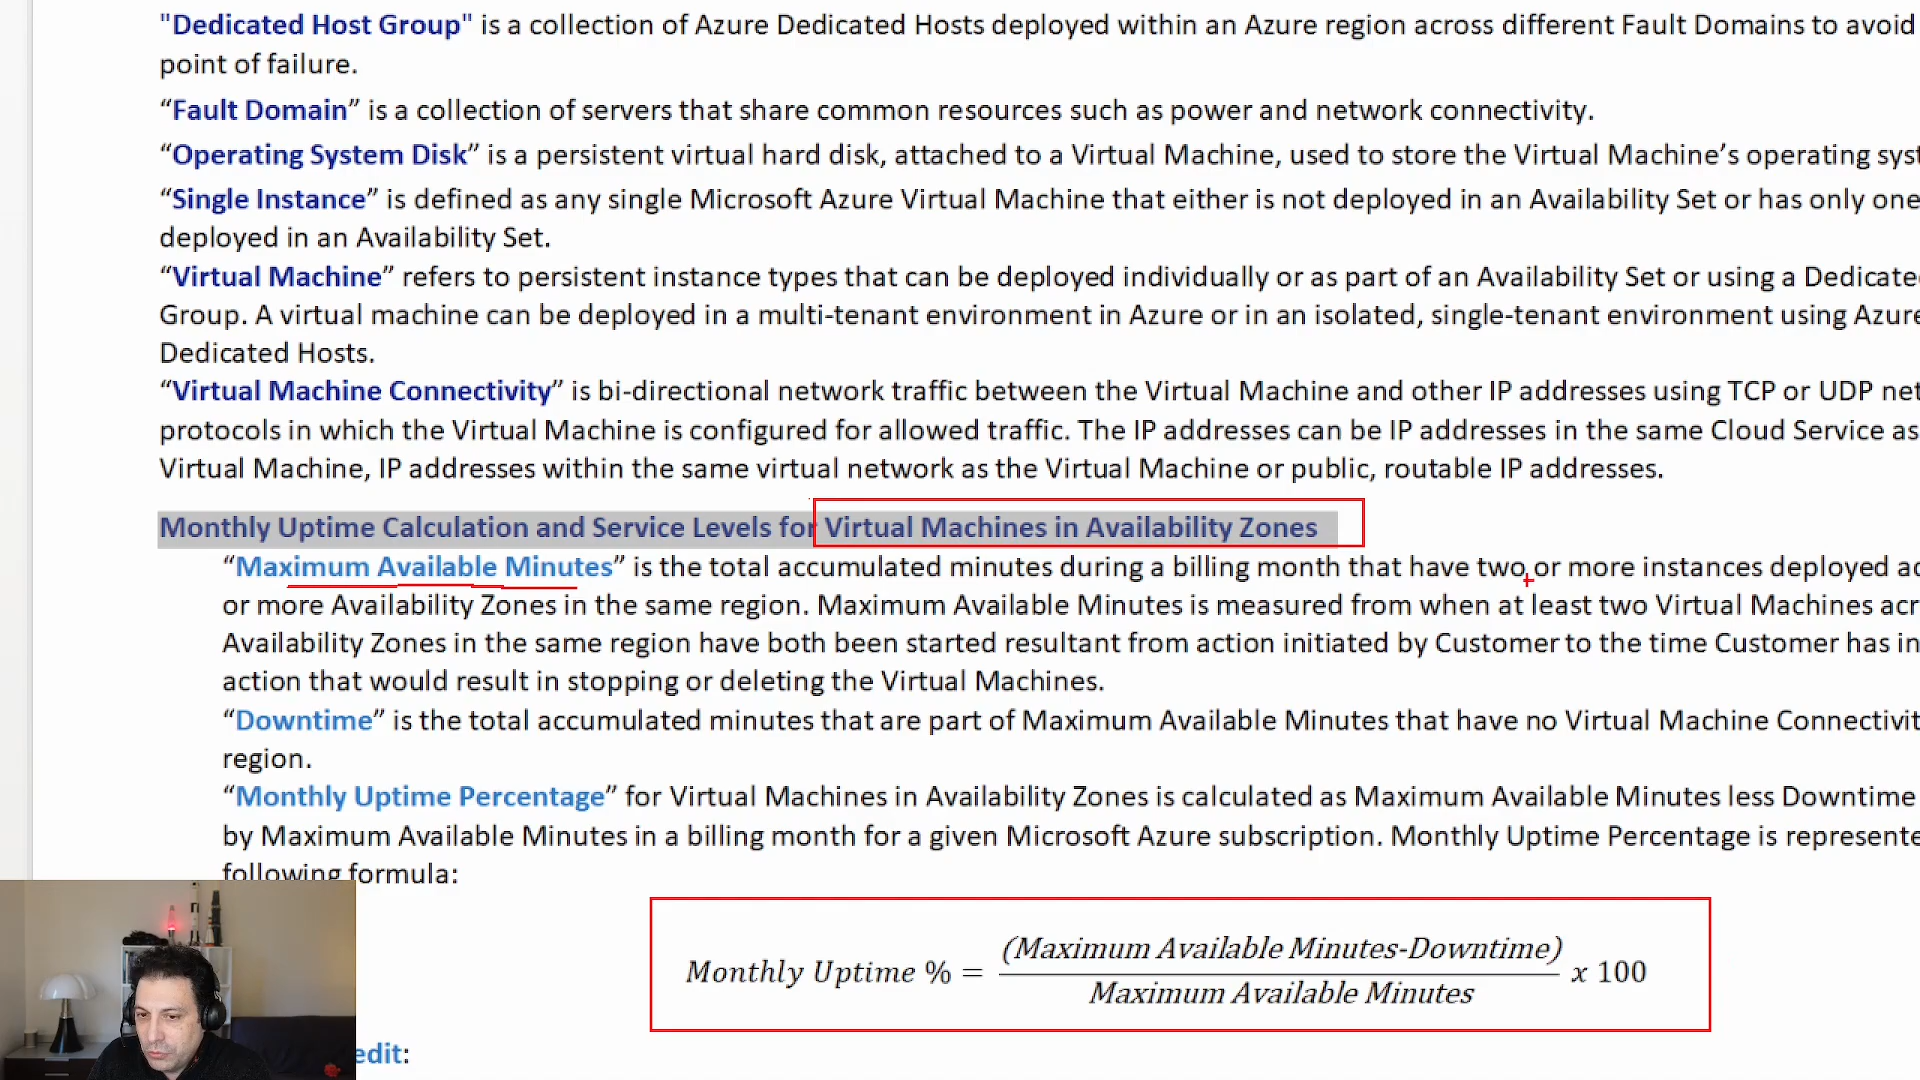 "Dedicated Host Group" is a collection of Azure Dedicated Hosts deployed within an Azure region across different Fault Domains to avoid
point of failure.
“Fault Domain” is a collection of servers that share common resources such as power and network connectivity.
“Operating System Disk” is a persistent virtual hard disk, attached to a Virtual Machine, used to store the Virtual Machine’s operating syst
“Single Instance” is defined as any single Microsoft Azure Virtual Machine that either is not deployed in an Availability Set or has only one
deployed in an Availability Set.
“Virtual Machine” refers to persistent instance types that can be deployed individually or as part of an Availability Set or using a Dedicate
Group. A virtual machine can be deployed in a multi-tenant environment in Azure or in an isolated, single-tenant environment using Azure
Dedicated Hosts.
“Virtual Machine Connectivity” is bi-directional network traffic between the Virtual Machine and other IP addresses using TCP or UDP net
protocols in which the Virtual Machine is configured for allowed traffic. The IP addresses can be IP addresses in the same Cloud Service as
Virtual Machine, IP addresses within the same virtual network as the Virtual Machine or public, routable IP addresses.
Monthly Uptime Calculation and Service Levels for Virtual Machines in Availability Zones
“Maximum Available Minutes” is the total accumulated minutes during a billing month that have two or more instances deployed ac
or more Availability Zones in the same region. Maximum Available Minutes is measured from when at least two Virtual Machines acr
Availability Zones in the same region have both been started resultant from action initiated by Customer to the time Customer has in
action that would result in stopping or deleting the Virtual Machines.
“Downtime” is the total accumulated minutes that are part of Maximum Available Minutes that have no Virtual Machine Connectivit
region.
“Monthly Uptime Percentage” for Virtual Machines in Availability Zones is calculated as Maximum Available Minutes less Downtime
by Maximum Available Minutes in a billing month for a given Microsoft Azure subscription. Monthly Uptime Percentage is represente
following formula:
(Maximum Available Minutes-Downtime)
Monthly Uptime % = x 100
Maximum Available Minutes
edit: